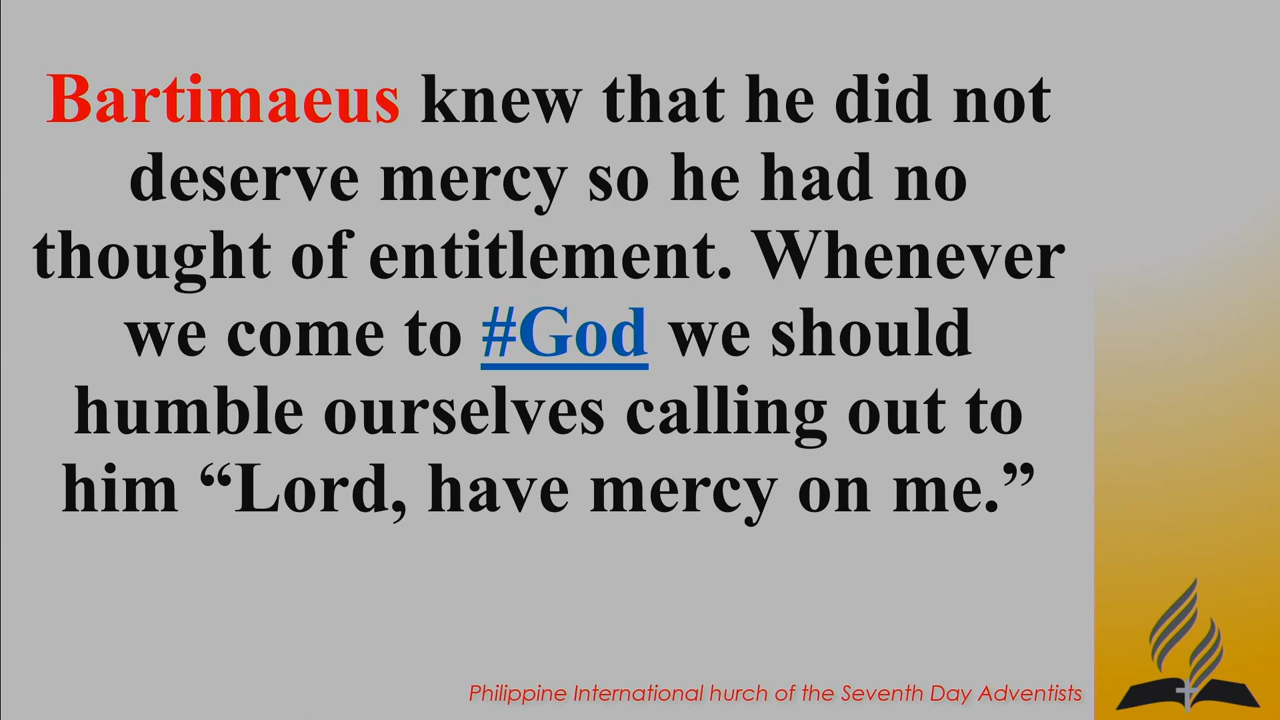 Bartimaeus knew that he did not
deserve mercy so he had no
thought of entitlement. Whenever
we come to #God we should
humble ourselves calling out to
him “Lord, have mercy on me.”
Philippine International hurch of the Seventh Day Adventists